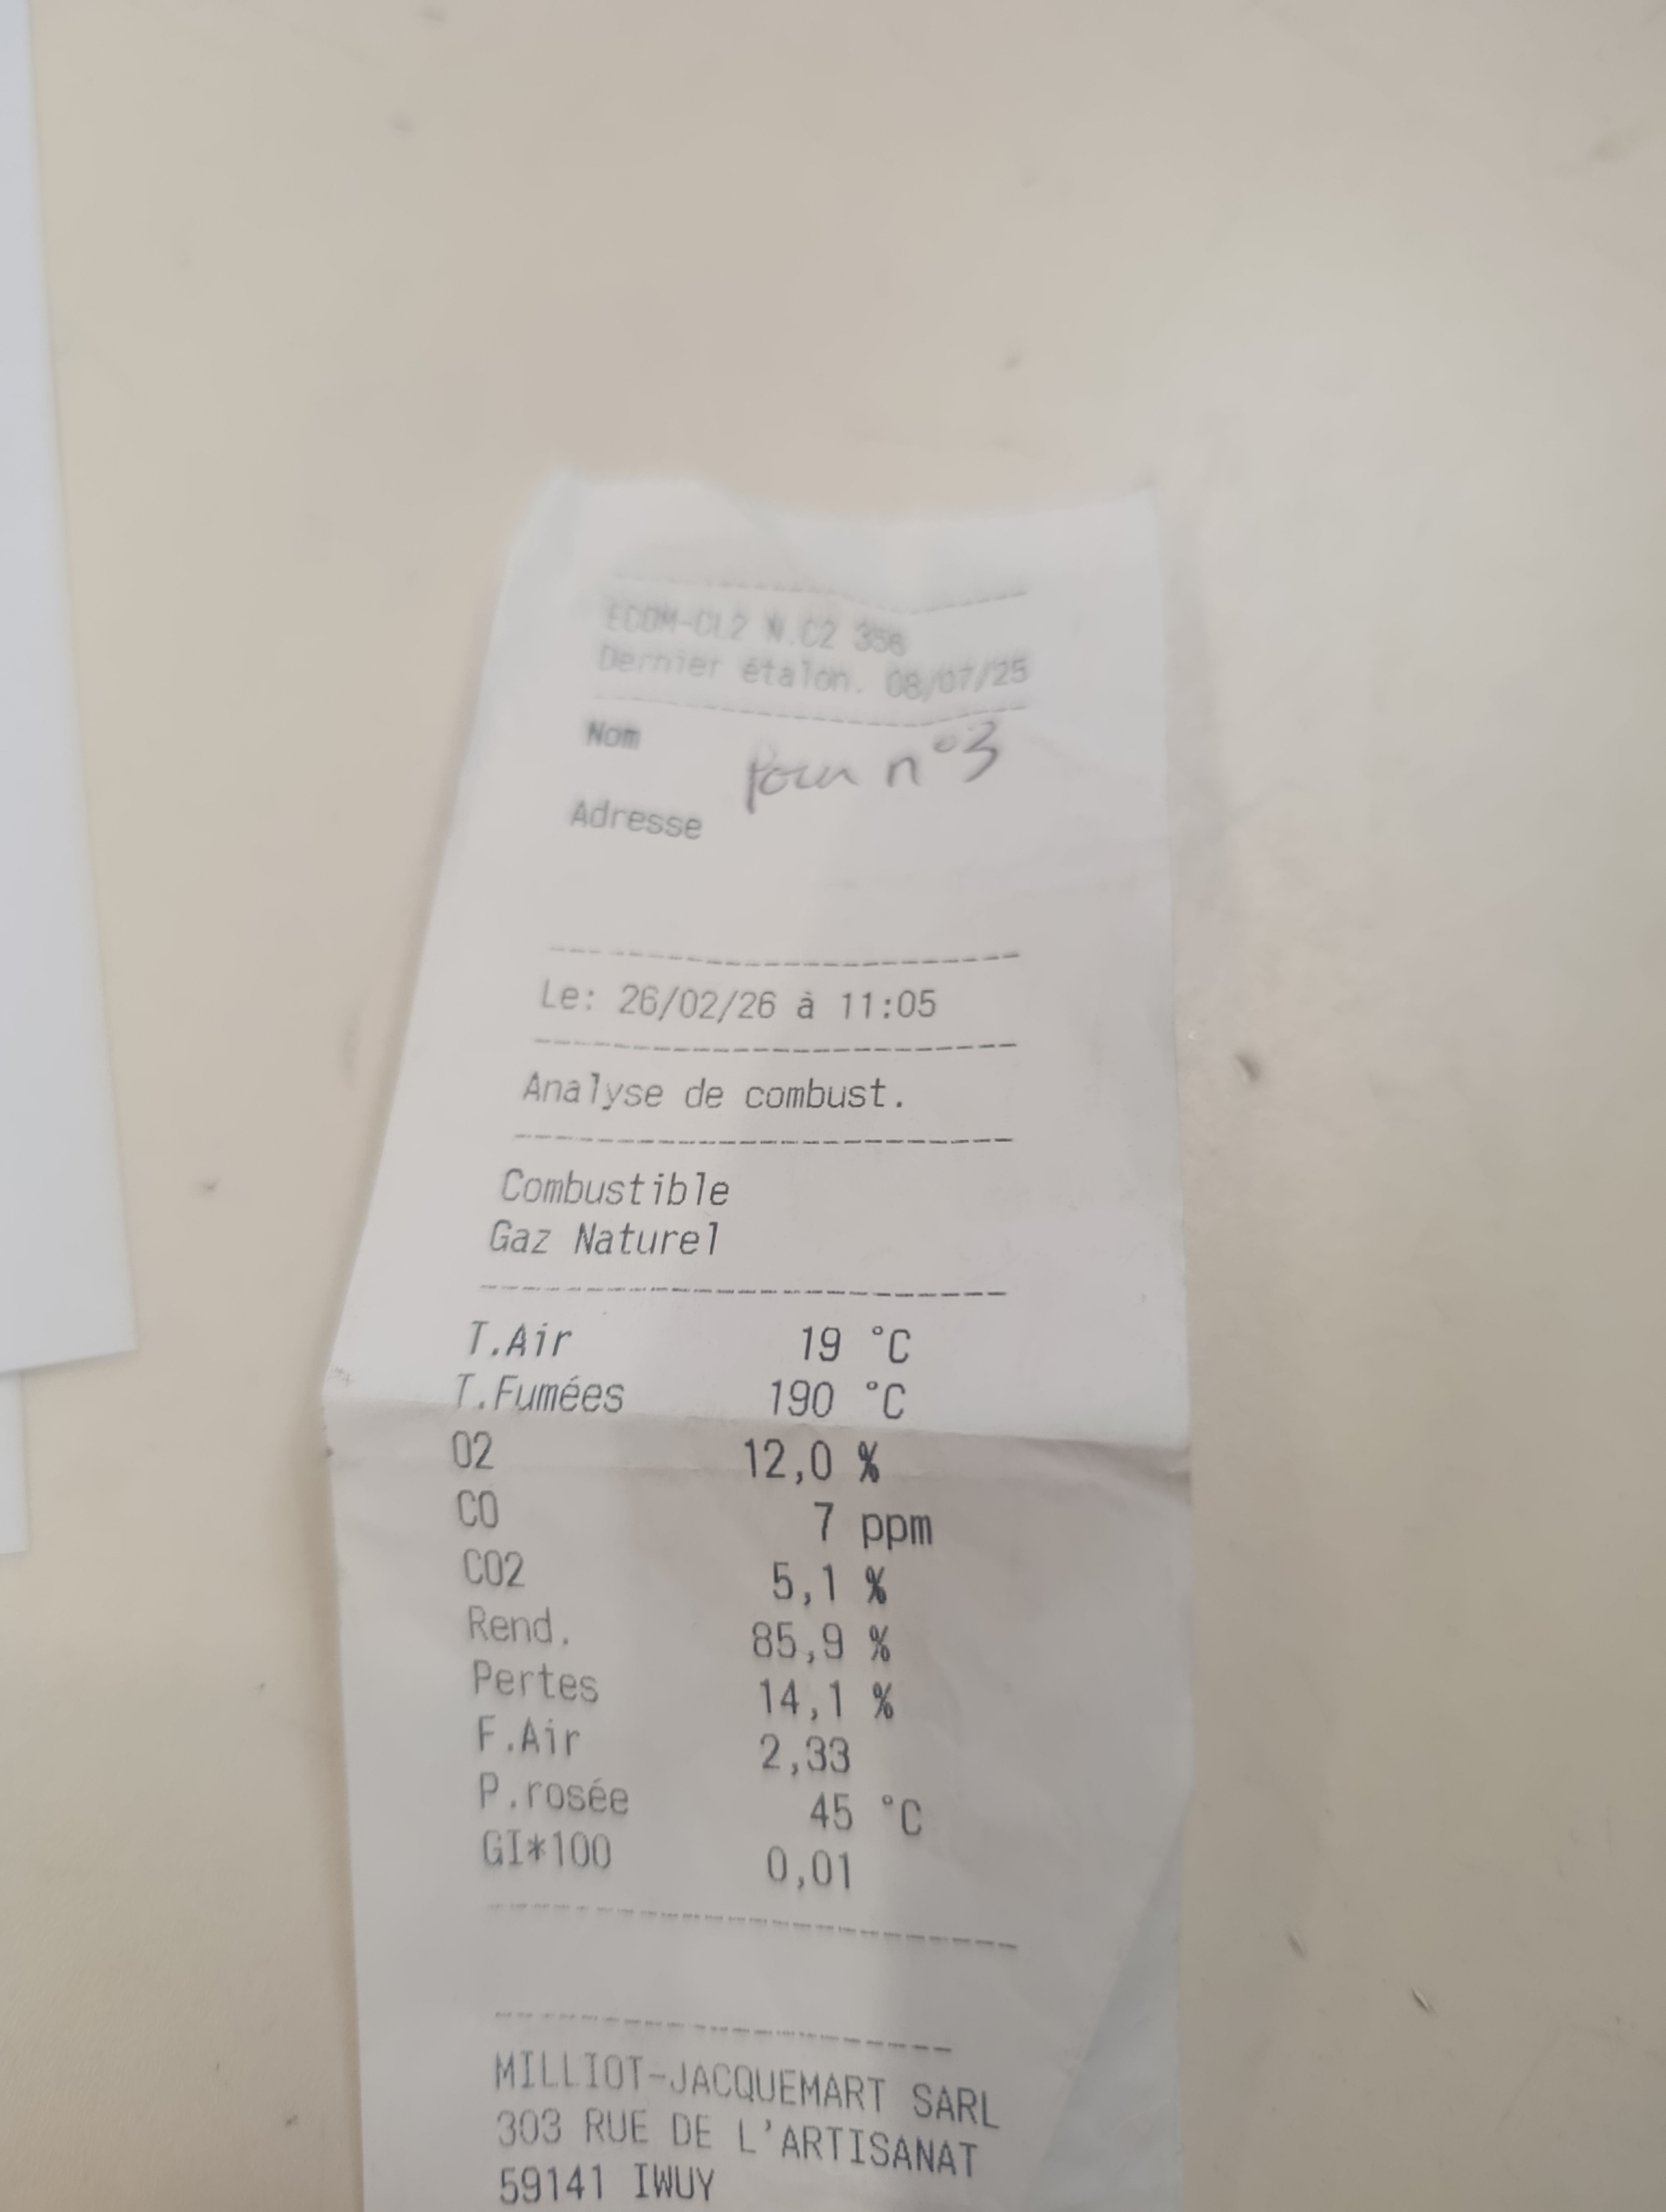 ECOM-CL2 N.C2 356
Dernier étalon. 08/07/25
Nom
Pour n°3
Adresse
Le: 26/02/26 à 11:05
Analyse de combust.
Combustible
Gaz Naturel
T.Air 19 °C
T.Fumées 190 °C
O2 12,0 %
CO 7 ppm
CO2 5,1 %
Rend. 85,9 %
Pertes 14,1 %
F.Air 2,33
P.rosée 45 °C
GI*100 0,01
MILLIOT-JACQUEMART SARL
303 RUE DE L'ARTISANAT
59141 IWUY